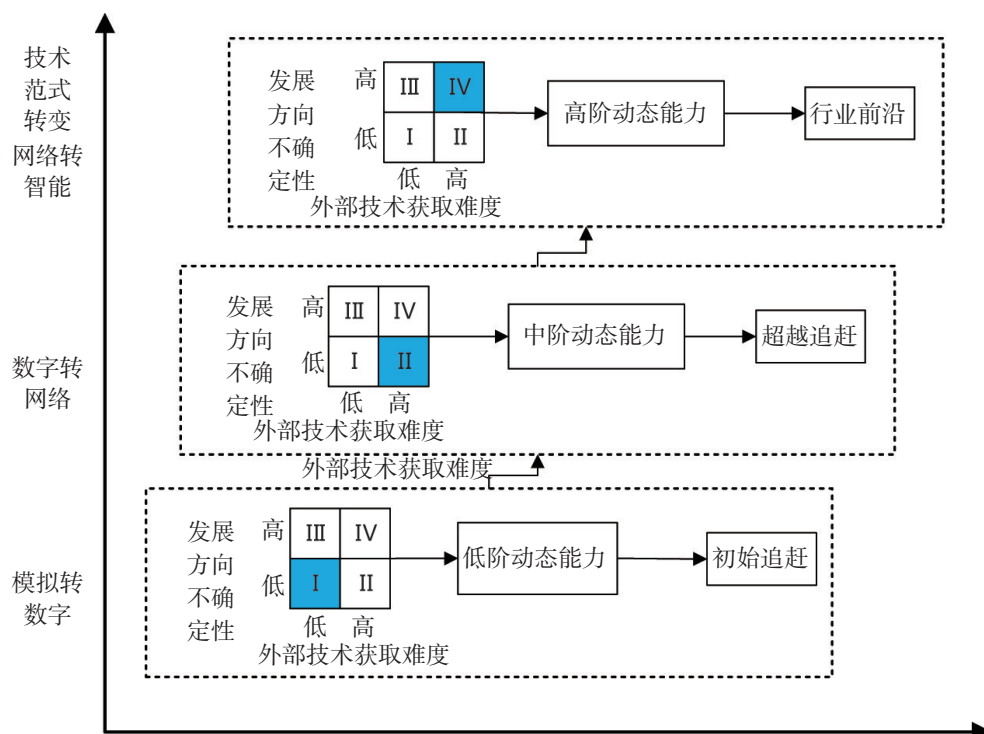 技术
范式
转变
网络转
智能
发展
方向
不确
定性
高
低
III
IV
I
II
低
高
外部技术获取难度
高阶动态能力
行业前沿
数字转
网络
发展
方向
不确
定性
高
低
III
IV
I
II
低
高
外部技术获取难度
中阶动态能力
超越追赶
外部技术获取难度
模拟转
数字
发展
方向
不确
定性
高
低
III
IV
I
II
低
高
外部技术获取难度
低阶动态能力
初始追赶